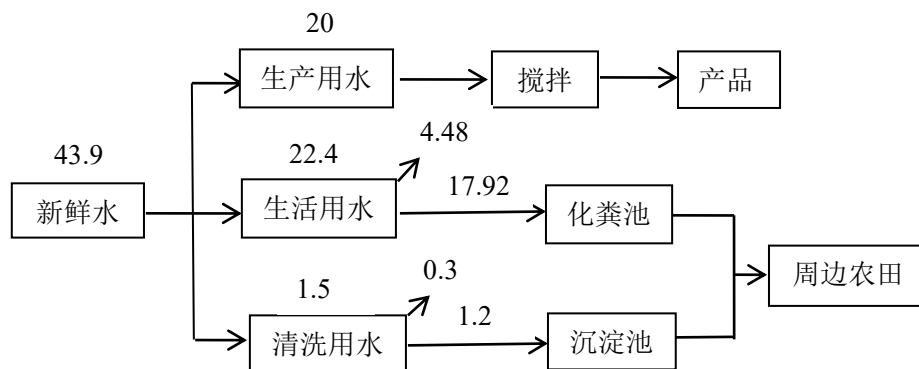 20
生产用水
搅拌
产品
4.48
43.9
22.4
17.92
新鲜水
生活用水
化粪池
0.3
周边农田
1.5
1.2
清洗用水
沉淀池